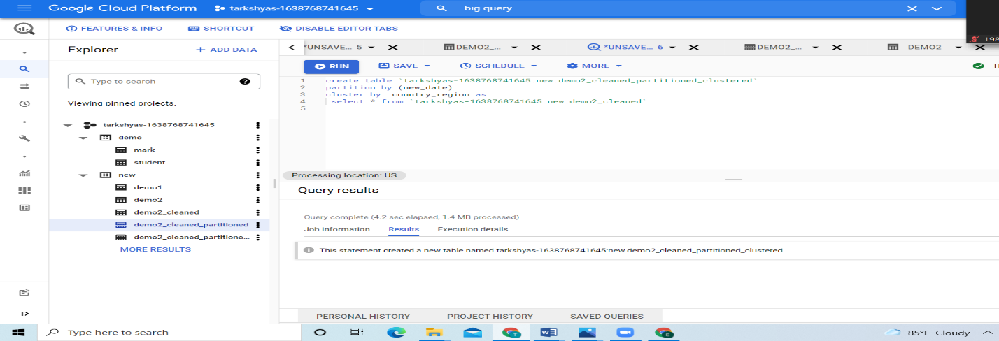 Google Cloud Platform tarkshyas-1638768741645 big query
FEATURES & INFO SHORTCUT DISABLE EDITOR TABS
Explorer + ADD DATA
Type to search
Viewing pinned projects.
tarkshyas-1638768741645
demo
mark
student
new
demo1
demo2
demo2_cleaned
demo2_cleaned_partitioned
demo2_cleaned_partitionc...
MORE RESULTS
*UNSAVE... 5 DEMO2_... *UNSAVE... 6 DEMO2_... DEMO2
RUN SAVE SCHEDULE MORE
198
1 create table `tarkshyas-1638768741645.new.demo2_cleaned_partitioned_clustered`
2 partition by (new_date)
3 cluster by country_region as
4 select * from `tarkshyas-1638768741645.new.demo2_cleaned`
5
Processing location: US
Query results
Query complete (4.2 sec elapsed, 1.4 MB processed)
Job information Results Execution details
This statement created a new table named tarkshyas-1638768741645:new.demo2_cleaned_partitioned_clustered.
PERSONAL HISTORY PROJECT HISTORY SAVED QUERIES
Type here to search
85°F Cloudy